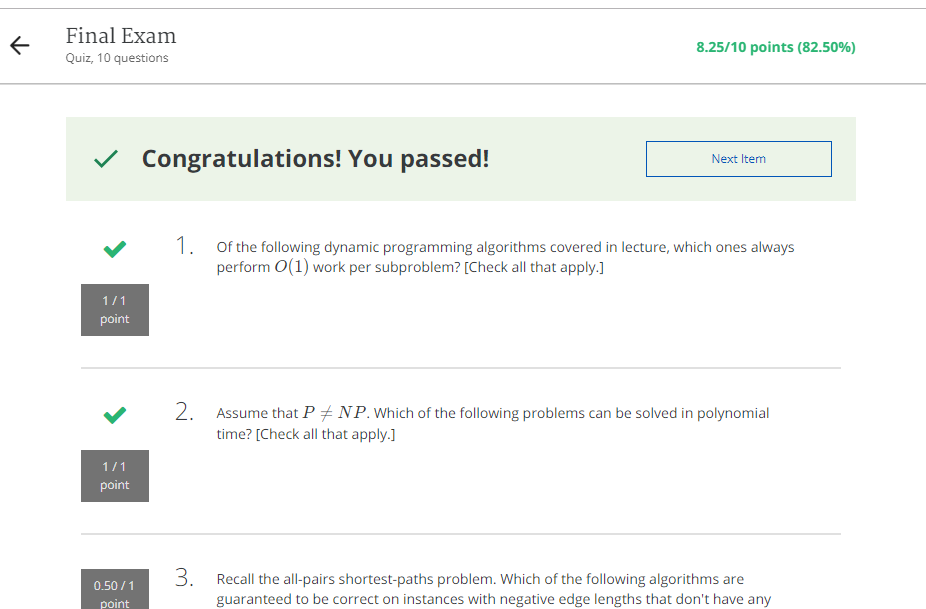 Final Exam
Quiz, 10 questions
8.25/10 points (82.50%)
Congratulations! You passed!
Next Item
1.
Of the following dynamic programming algorithms covered in lecture, which ones always
perform O(1) work per subproblem? [Check all that apply.]
1 / 1
point
2.
Assume that P ≠ NP. Which of the following problems can be solved in polynomial
time? [Check all that apply.]
1 / 1
point
3.
Recall the all-pairs shortest-paths problem. Which of the following algorithms are
guaranteed to be correct on instances with negative edge lengths that don't have any
0.50 / 1
point